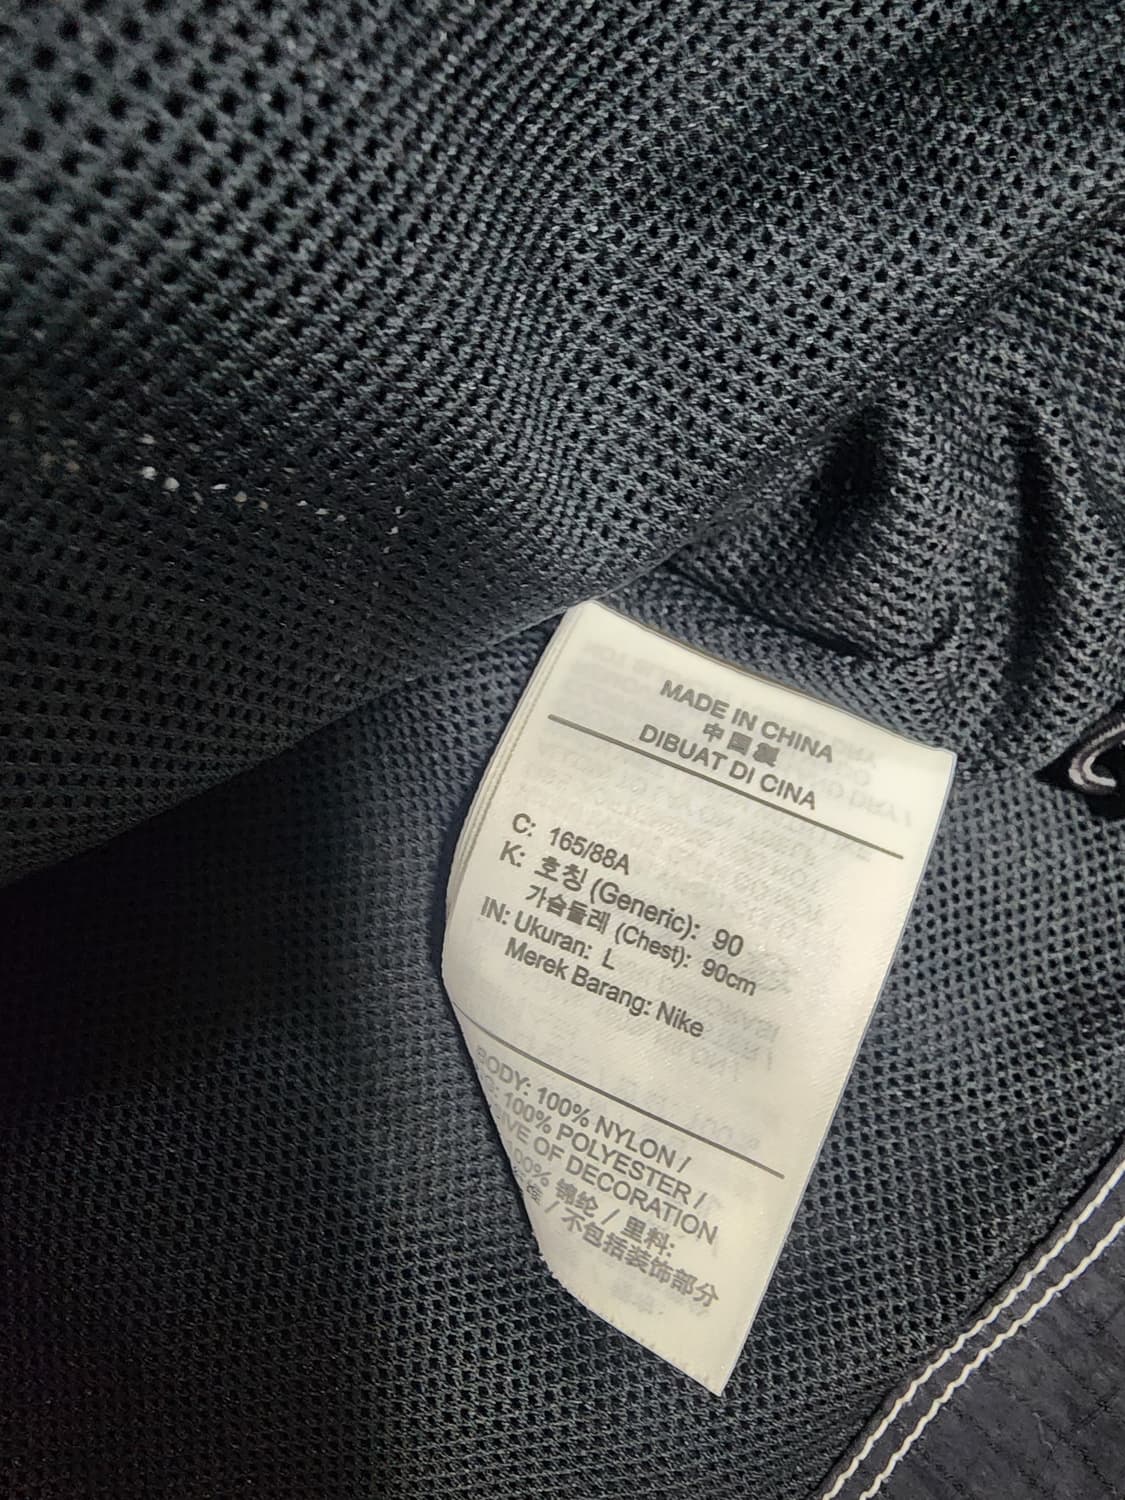 MADE IN CHINA
中国製
DIBUAT DI CINA
C: 165/88A
K: 호칭 (Generic): 90
가슴둘레 (Chest): 90cm
IN: Ukuran: L
Merek Barang: Nike
BODY: 100% NYLON /
100% POLYESTER /
OF DECORATION
锦纶 / 里料:
/ 不包括装饰部分